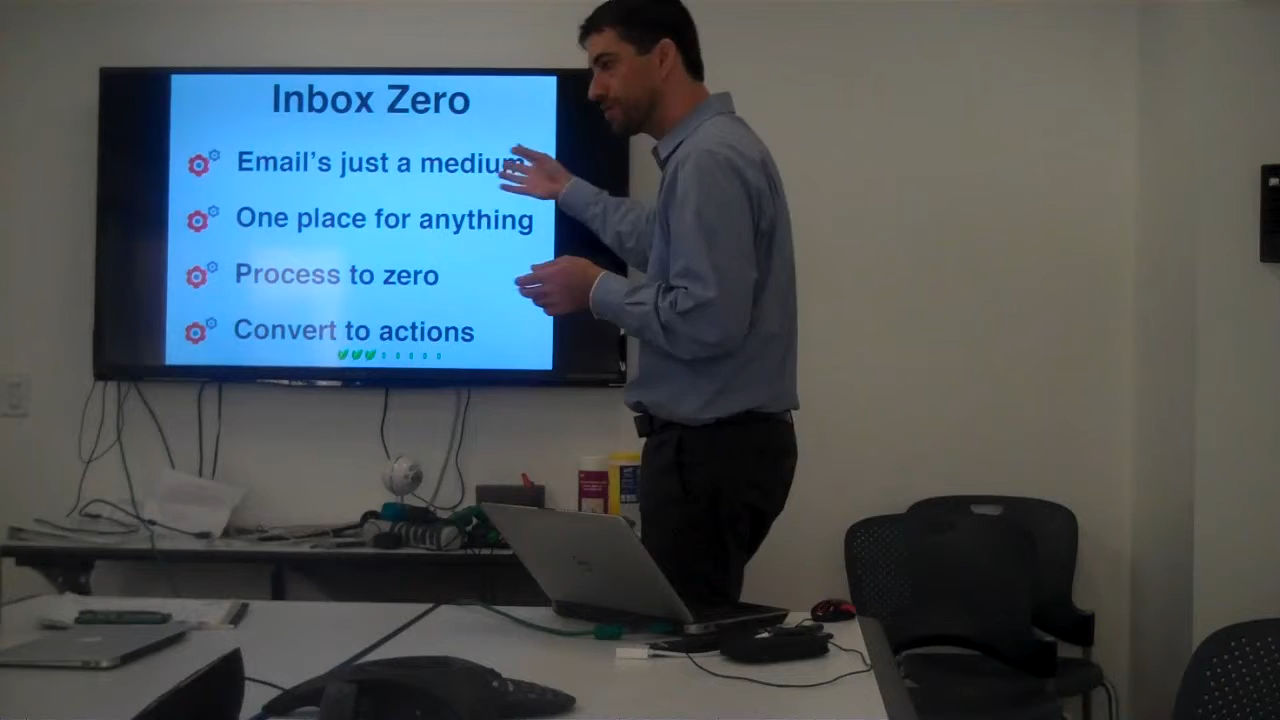 Inbox Zero
Email's just a medium
One place for anything
Process to zero
Convert to actions